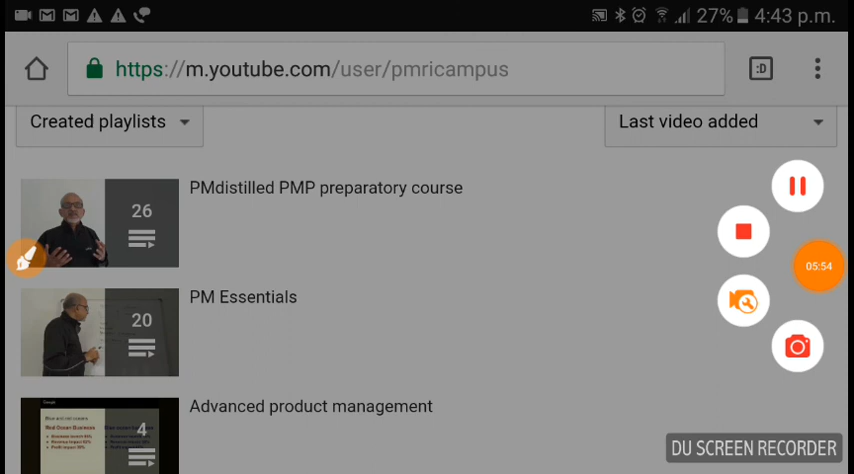 27% 4:43 p.m.
https://m.youtube.com/user/pmricampus
:D
Created playlists
Last video added
PMdistilled PMP preparatory course
26
05:54
PM Essentials
20
Advanced product management
4
DU SCREEN RECORDER